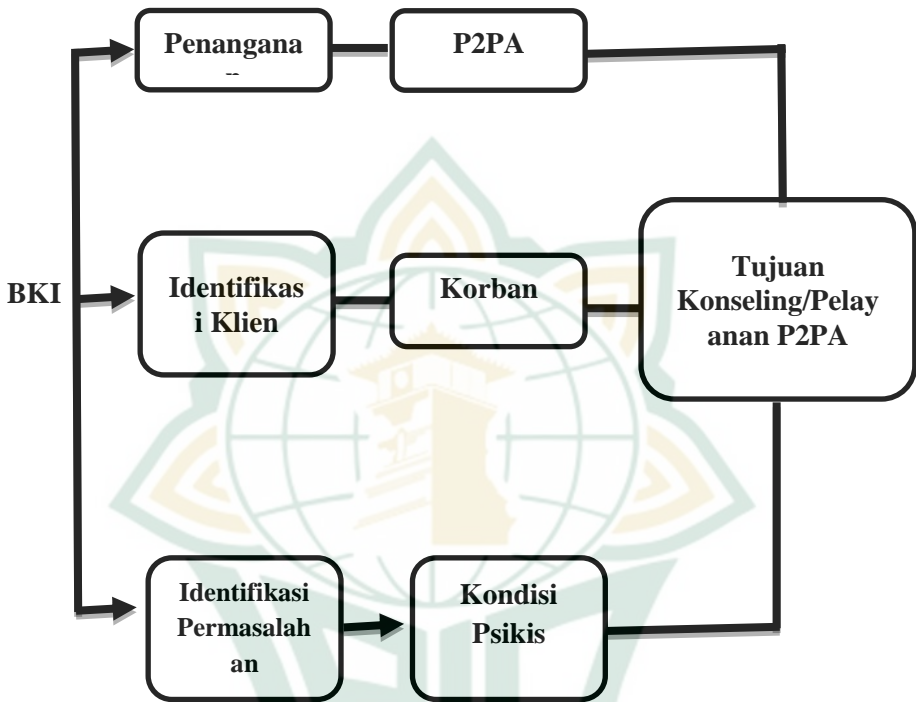 Penangana
P2PA
BKI
Identifikas
i Klien
Korban
Tujuan
Konseling/Pelay
anan P2PA
Identifikasi
Permasalah
an
Kondisi
Psikis